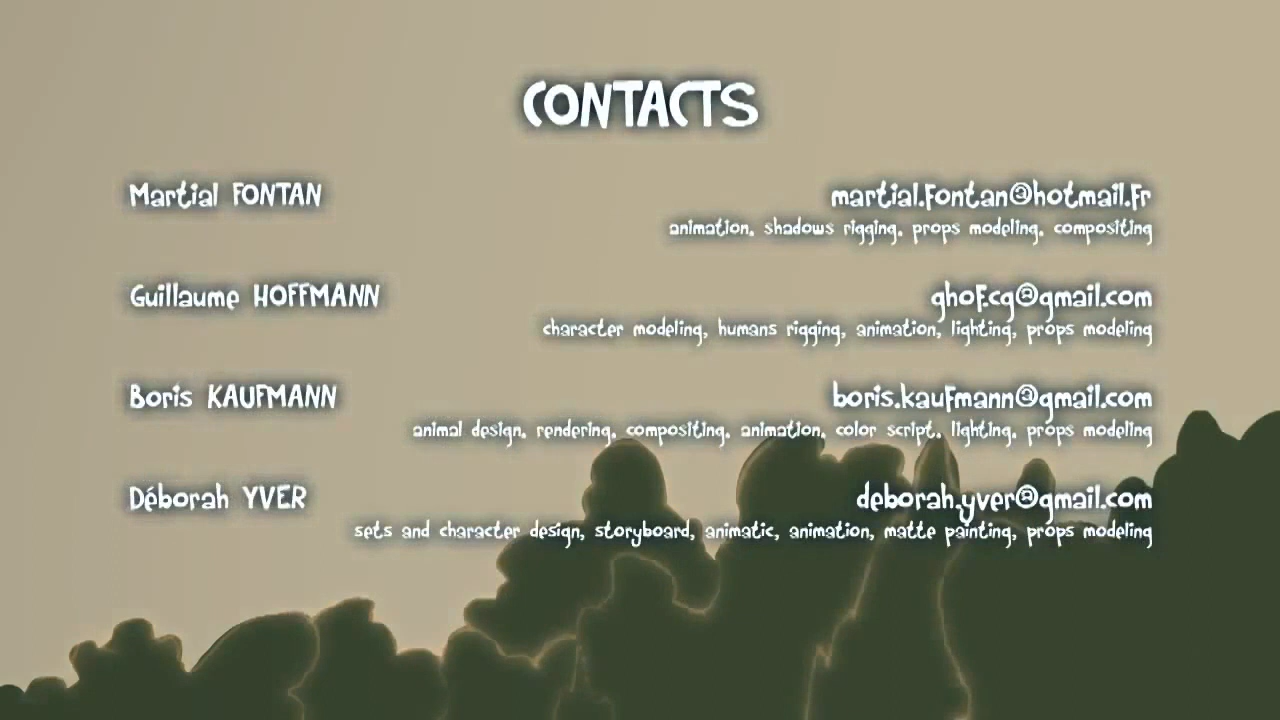 CONTACTS
Martial FONTAN
martial.fontan@hotmail.fr
animation, shadows rigging, props modeling, compositing
Guillaume HOFFMANN
ghof.cg@gmail.com
character modeling, humans rigging, animation, lighting, props modeling
Boris KAUFMANN
boris.kaufmann@gmail.com
animal design, rendering, compositing, animation, color script, lighting, props modeling
Déborah YVER
deborah.yver@gmail.com
sets and character design, storyboard, animatic, animation, matte painting, props modeling